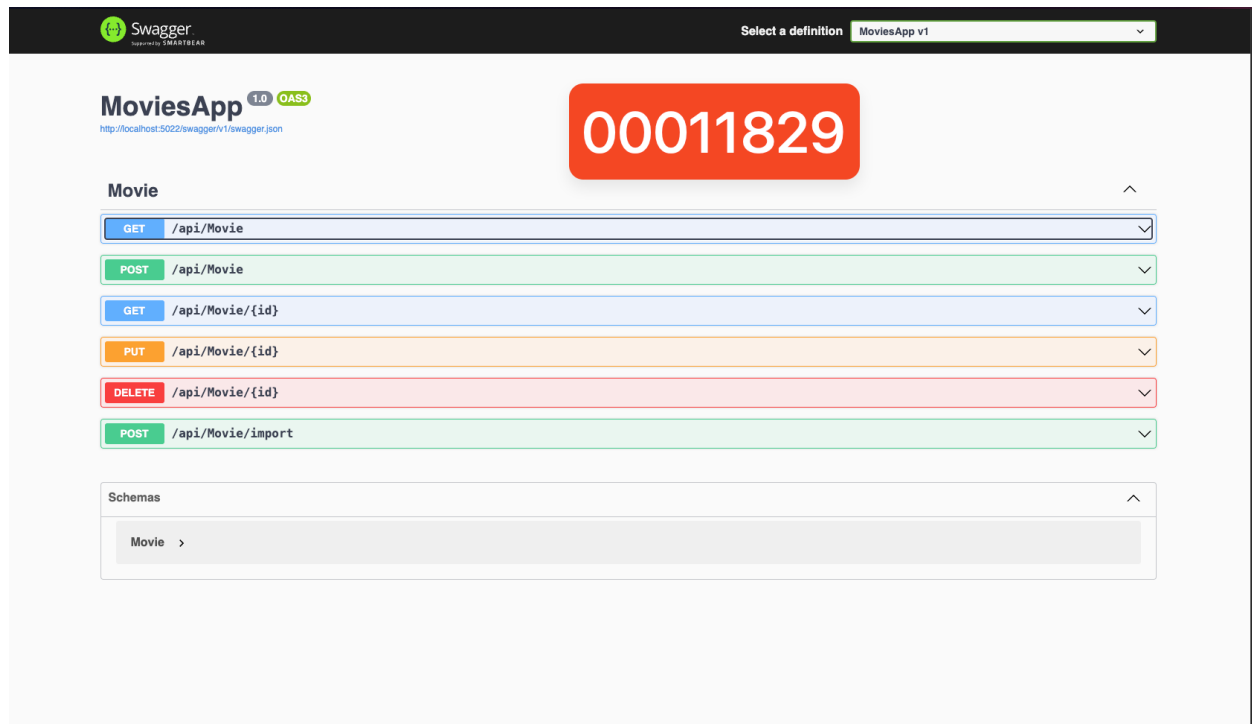 Swagger
Supported by SMARTBEAR
Select a definition
MoviesApp v1
MoviesApp 1.0 OAS3
http://localhost:5022/swagger/v1/swagger.json
00011829
Movie
GET /api/Movie
POST /api/Movie
GET /api/Movie/{id}
PUT /api/Movie/{id}
DELETE /api/Movie/{id}
POST /api/Movie/import
Schemas
Movie